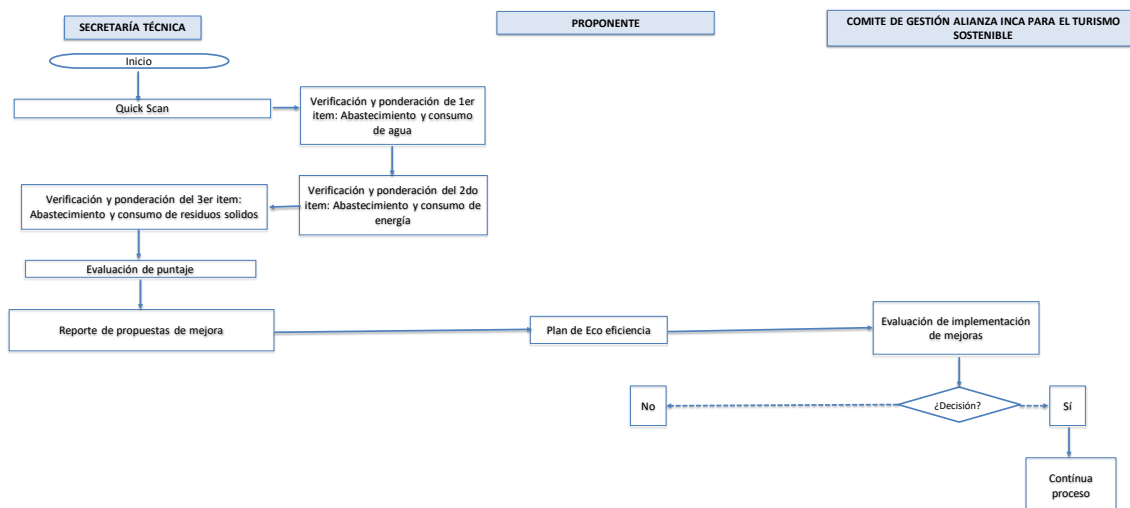 SECRETARÍA TÉCNICA
PROPONENTE
COMITE DE GESTIÓN ALIANZA INCA PARA EL TURISMO
SOSTENIBLE
Inicio
Quick Scan
Verificación y ponderación de 1er
item: Abastecimiento y consumo
de agua
Verificación y ponderación del 3er item:
Abastecimiento y consumo de residuos solidos
Verificación y ponderación del 2do
item: Abastecimiento y consumo de
energía
Evaluación de puntaje
Reporte de propuestas de mejora
Plan de Eco eficiencia
Evaluación de implementación
de mejoras
No
¿Decisión?
Sí
Contínua
proceso